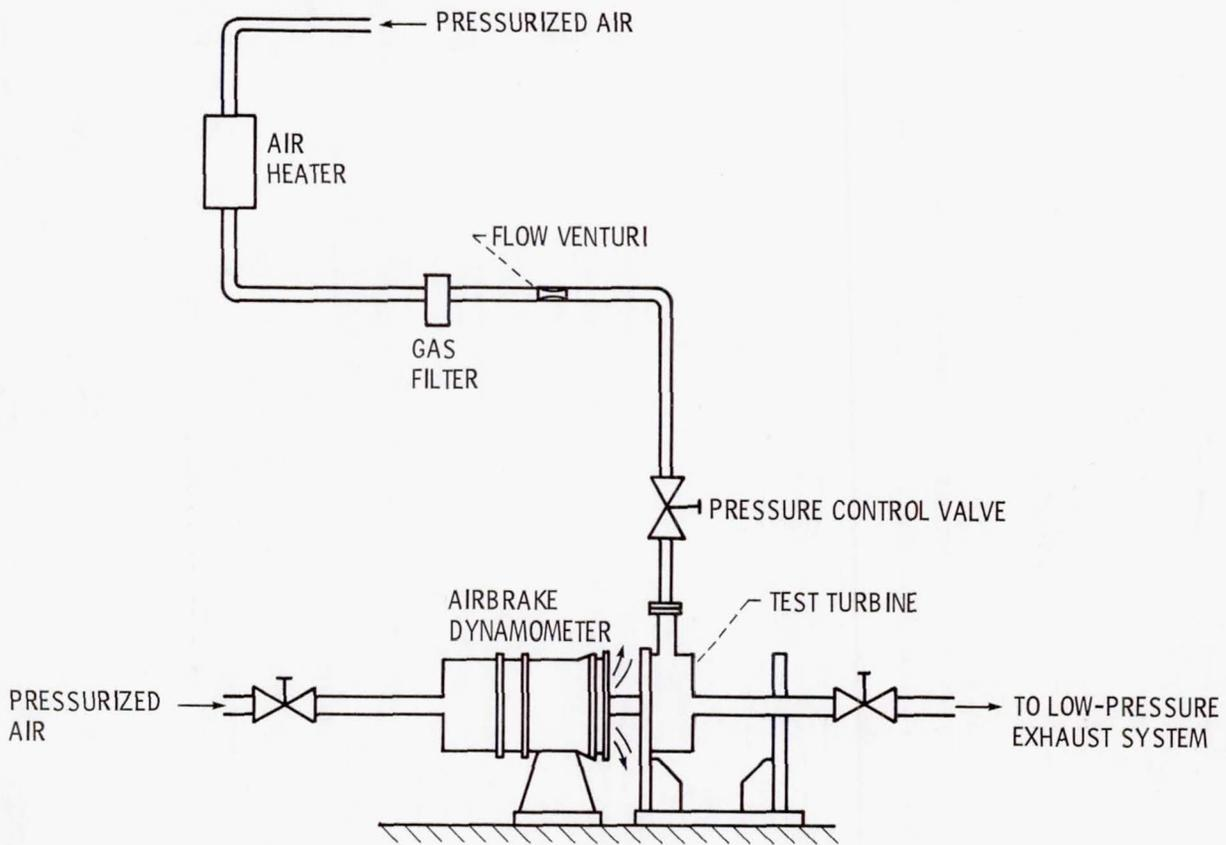 PRESSURIZED AIR
AIR
HEATER
FLOW VENTURI
GAS
FILTER
PRESSURE CONTROL VALVE
AIRBRAKE
DYNAMOMETER
TEST TURBINE
PRESSURIZED
AIR
TO LOW-PRESSURE
EXHAUST SYSTEM